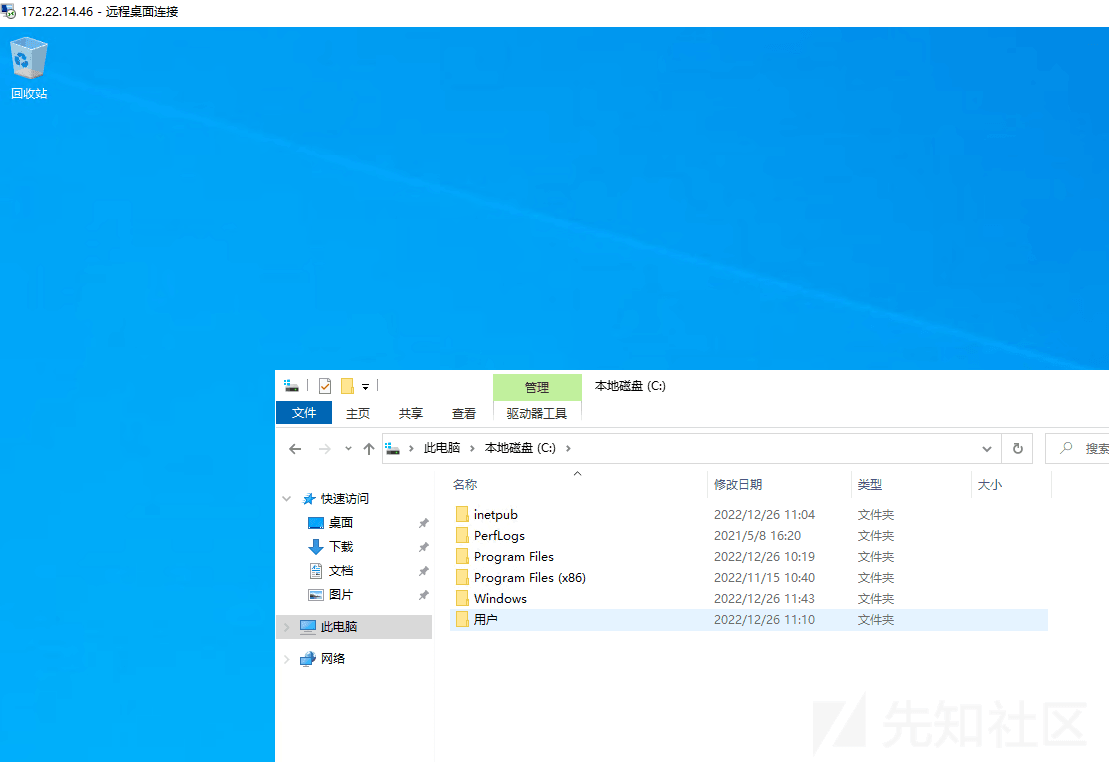 172.22.14.46 - 远程桌面连接
回收站
管理 本地磁盘 (C:)
文件 主页 共享 查看 驱动器工具
此电脑 本地磁盘 (C:) 搜索
名称 修改日期 类型 大小
快速访问
桌面
下载
文档
图片
此电脑
网络
inetpub 2022/12/26 11:04 文件夹
PerfLogs 2021/5/8 16:20 文件夹
Program Files 2022/12/26 10:19 文件夹
Program Files (x86) 2022/11/15 10:40 文件夹
Windows 2022/12/26 11:43 文件夹
用户 2022/12/26 11:10 文件夹
先知社区